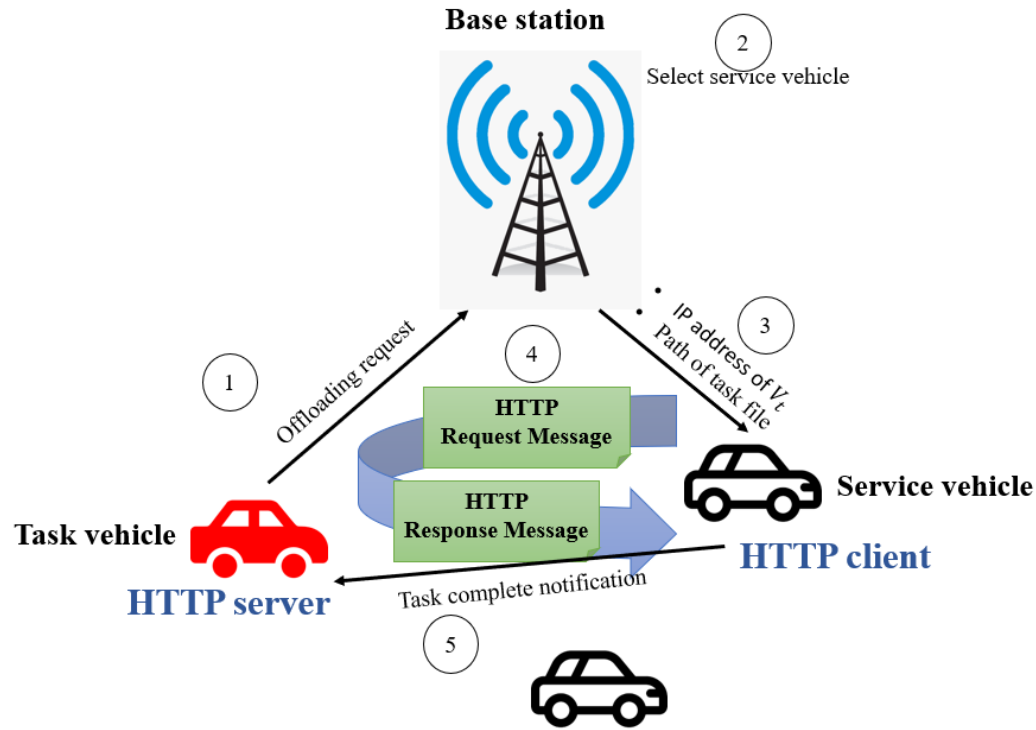 Base station
2
Select service vehicle
1
Offloading request
3
• IP address of Vₜ
• Path of task file
4
HTTP
Request Message
HTTP
Response Message
Task vehicle
HTTP server
Service vehicle
HTTP client
Task complete notification
5